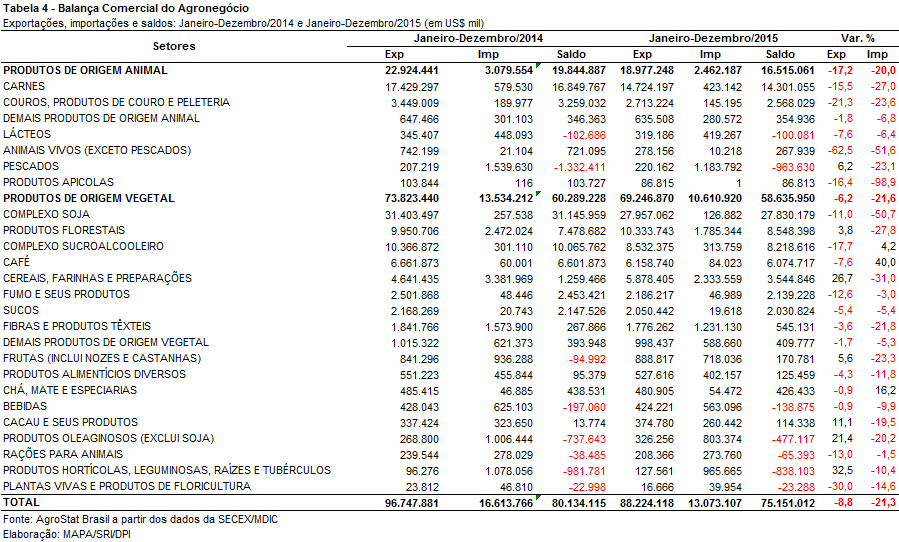 Tabela 4 - Balança Comercial do Agronegócio
Exportações, importações e saldos: Janeiro-Dezembro/2014 e Janeiro-Dezembro/2015 (em US$ mil)
Setores Janeiro-Dezembro/2014 Janeiro-Dezembro/2015 Var. %
Exp Imp Saldo Exp Imp Saldo Exp Imp
PRODUTOS DE ORIGEM ANIMAL 22.924.441 3.079.554 19.844.887 18.977.248 2.462.187 16.515.061 -17,2 -20,0
CARNES 17.429.297 579.530 16.849.767 14.724.197 423.142 14.301.055 -15,5 -27,0
COUROS, PRODUTOS DE COURO E PELETERIA 3.449.009 189.977 3.259.032 2.713.224 145.195 2.568.029 -21,3 -23,6
DEMAIS PRODUTOS DE ORIGEM ANIMAL 647.466 301.103 346.363 635.508 280.572 354.936 -1,8 -6,8
LÁCTEOS 345.407 448.093 -102.686 319.186 419.267 -100.081 -7,6 -6,4
ANIMAIS VIVOS (EXCETO PESCADOS) 742.199 21.104 721.095 278.156 10.218 267.939 -62,5 -51,6
PESCADOS 207.219 1.539.630 -1.332.411 220.162 1.183.792 -963.630 6,2 -23,1
PRODUTOS APICOLAS 103.844 116 103.727 86.815 1 86.813 -16,4 -98,9
PRODUTOS DE ORIGEM VEGETAL 73.823.440 13.534.212 60.289.228 69.246.870 10.610.920 58.635.950 -6,2 -21,6
COMPLEXO SOJA 31.403.497 257.538 31.145.959 27.957.062 126.882 27.830.179 -11,0 -50,7
PRODUTOS FLORESTAIS 9.950.706 2.472.024 7.478.682 10.333.743 1.785.344 8.548.398 3,8 -27,8
COMPLEXO SUCROALCOOLEIRO 10.366.872 301.110 10.065.762 8.532.375 313.759 8.218.616 -17,7 4,2
CAFÉ 6.661.873 60.001 6.601.873 6.158.740 84.023 6.074.717 -7,6 40,0
CEREAIS, FARINHAS E PREPARAÇÕES 4.641.435 3.381.969 1.259.466 5.878.405 2.333.559 3.544.846 26,7 -31,0
FUMO E SEUS PRODUTOS 2.501.868 48.446 2.453.421 2.186.217 46.989 2.139.228 -12,6 -3,0
SUCOS 2.168.269 20.743 2.147.526 2.050.442 19.618 2.030.824 -5,4 -5,4
FIBRAS E PRODUTOS TÊXTEIS 1.841.766 1.573.900 267.866 1.776.262 1.231.130 545.131 -3,6 -21,8
DEMAIS PRODUTOS DE ORIGEM VEGETAL 1.015.322 621.373 393.948 998.437 588.660 409.777 -1,7 -5,3
FRUTAS (INCLUI NOZES E CASTANHAS) 841.296 936.288 -94.992 888.817 718.036 170.781 5,6 -23,3
PRODUTOS ALIMENTÍCIOS DIVERSOS 551.223 455.844 95.379 527.616 402.157 125.459 -4,3 -11,8
CHÁ, MATE E ESPECIARIAS 485.415 46.885 438.531 480.905 54.472 426.433 -0,9 16,2
BEBIDAS 428.043 625.103 -197.060 424.221 563.096 -138.875 -0,9 -9,9
CACAU E SEUS PRODUTOS 337.424 323.650 13.774 374.780 260.442 114.338 11,1 -19,5
PRODUTOS OLEAGINOSOS (EXCLUI SOJA) 268.800 1.006.444 -737.643 326.256 803.374 -477.117 21,4 -20,2
RAÇÕES PARA ANIMAIS 239.544 278.029 -38.485 208.366 273.760 -65.393 -13,0 -1,5
PRODUTOS HORTÍCOLAS, LEGUMINOSAS, RAÍZES E TUBÉRCULOS 96.276 1.078.056 -981.781 127.561 965.665 -838.103 32,5 -10,4
PLANTAS VIVAS E PRODUTOS DE FLORICULTURA 23.812 46.810 -22.998 16.666 39.954 -23.288 -30,0 -14,6
TOTAL 96.747.881 16.613.766 80.134.115 88.224.118 13.073.107 75.151.012 -8,8 -21,3
Fonte: AgroStat Brasil a partir dos dados da SECEX/MDIC
Elaboração: MAPA/SRI/DPI